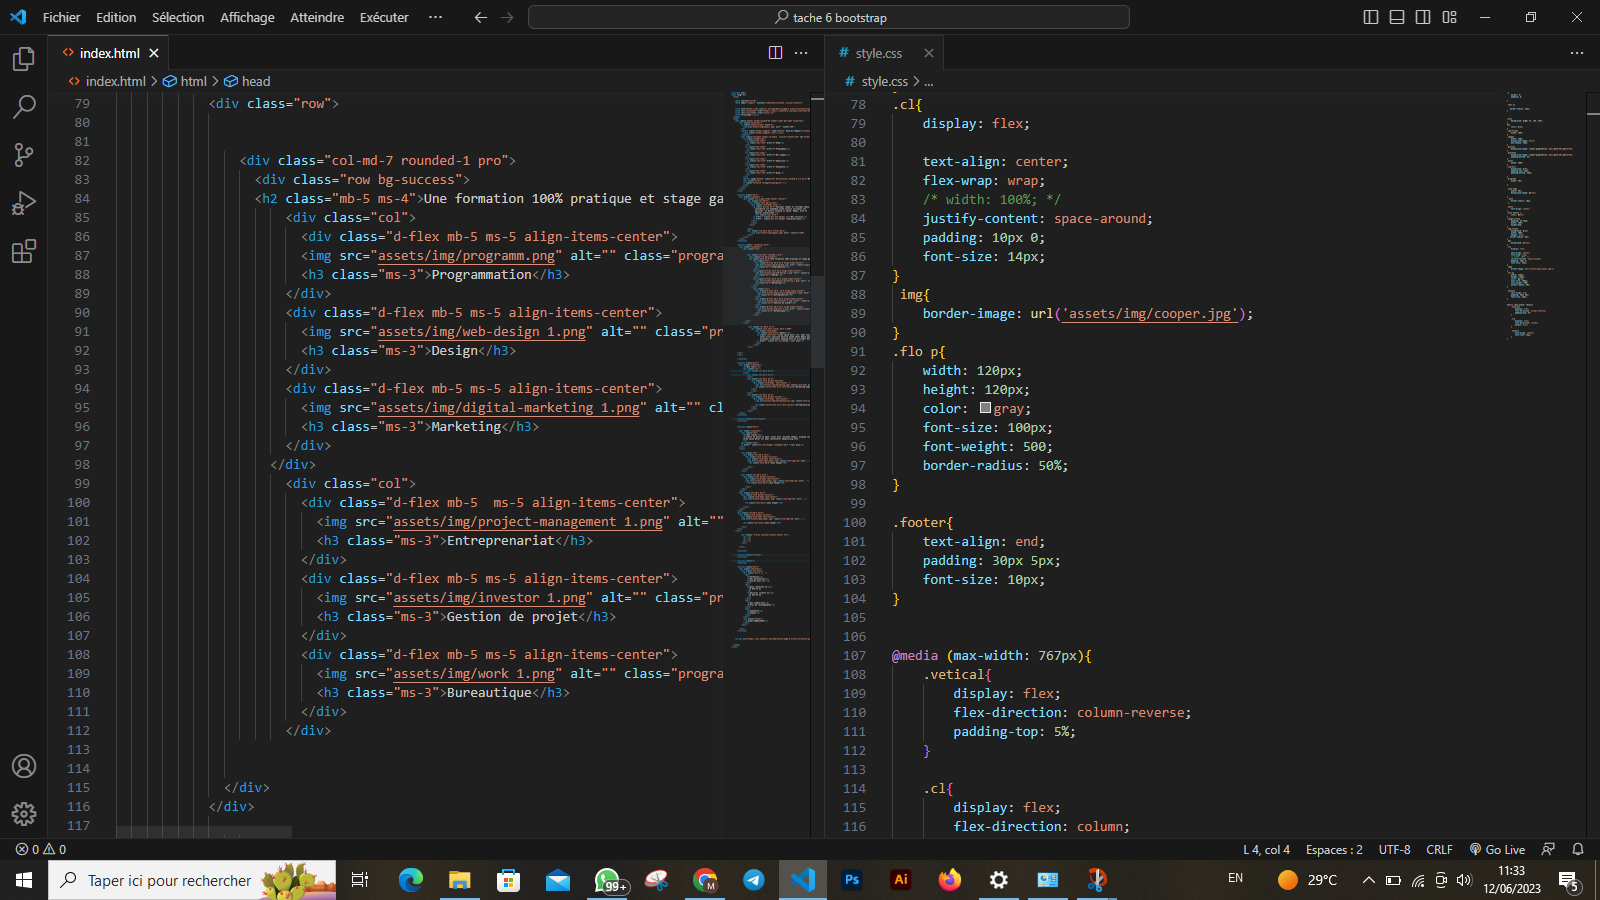 Fichier Edition Sélection Affichage Atteindre Exécuter ··· tache 6 bootstrap
index.html
index.html > html > head
79 <div class="row">
80
81
82 <div class="col-md-7 rounded-1 pro">
83 <div class="row bg-success">
84 <h2 class="mb-5 ms-4">Une formation 100% pratique et stage ga
85 <div class="col">
86 <div class="d-flex mb-5 ms-5 align-items-center">
87 <img src="assets/img/programm.png" alt="" class="progra
88 <h3 class="ms-3">Programmation</h3>
89 </div>
90 <div class="d-flex mb-5 ms-5 align-items-center">
91 <img src="assets/img/web-design 1.png" alt="" class="pr
92 <h3 class="ms-3">Design</h3>
93 </div>
94 <div class="d-flex mb-5 ms-5 align-items-center">
95 <img src="assets/img/digital-marketing 1.png" alt="" cl
96 <h3 class="ms-3">Marketing</h3>
97 </div>
98 </div>
99 <div class="col">
100 <div class="d-flex mb-5  ms-5 align-items-center">
101 <img src="assets/img/project-management 1.png" alt=""
102 <h3 class="ms-3">Entreprenariat</h3>
103 </div>
104 <div class="d-flex mb-5 ms-5 align-items-center">
105 <img src="assets/img/investor 1.png" alt="" class="pr
106 <h3 class="ms-3">Gestion de projet</h3>
107 </div>
108 <div class="d-flex mb-5 ms-5 align-items-center">
109 <img src="assets/img/work 1.png" alt="" class="progra
110 <h3 class="ms-3">Bureautique</h3>
111 </div>
112 </div>
113
114
115 </div>
116 </div>
117
# style.css
# style.css > ...
78 .cl{
79 display: flex;
80
81 text-align: center;
82 flex-wrap: wrap;
83 /* width: 100%; */
84 justify-content: space-around;
85 padding: 10px 0;
86 font-size: 14px;
87 }
88 img{
89 border-image: url('assets/img/cooper.jpg');
90 }
91 .flo p{
92 width: 120px;
93 height: 120px;
94 color: gray;
95 font-size: 100px;
96 font-weight: 500;
97 border-radius: 50%;
98 }
99
100 .footer{
101 text-align: end;
102 padding: 30px 5px;
103 font-size: 10px;
104 }
105
106
107 @media (max-width: 767px){
108 .vetical{
109 display: flex;
110 flex-direction: column-reverse;
111 padding-top: 5%;
112 }
113
114 .cl{
115 display: flex;
116 flex-direction: column;
0 0 L 4, col 4 Espaces : 2 UTF-8 CRLF Go Live
Taper ici pour rechercher 99+ M Ps Ai EN 29°C 11:33
12/06/2023 5